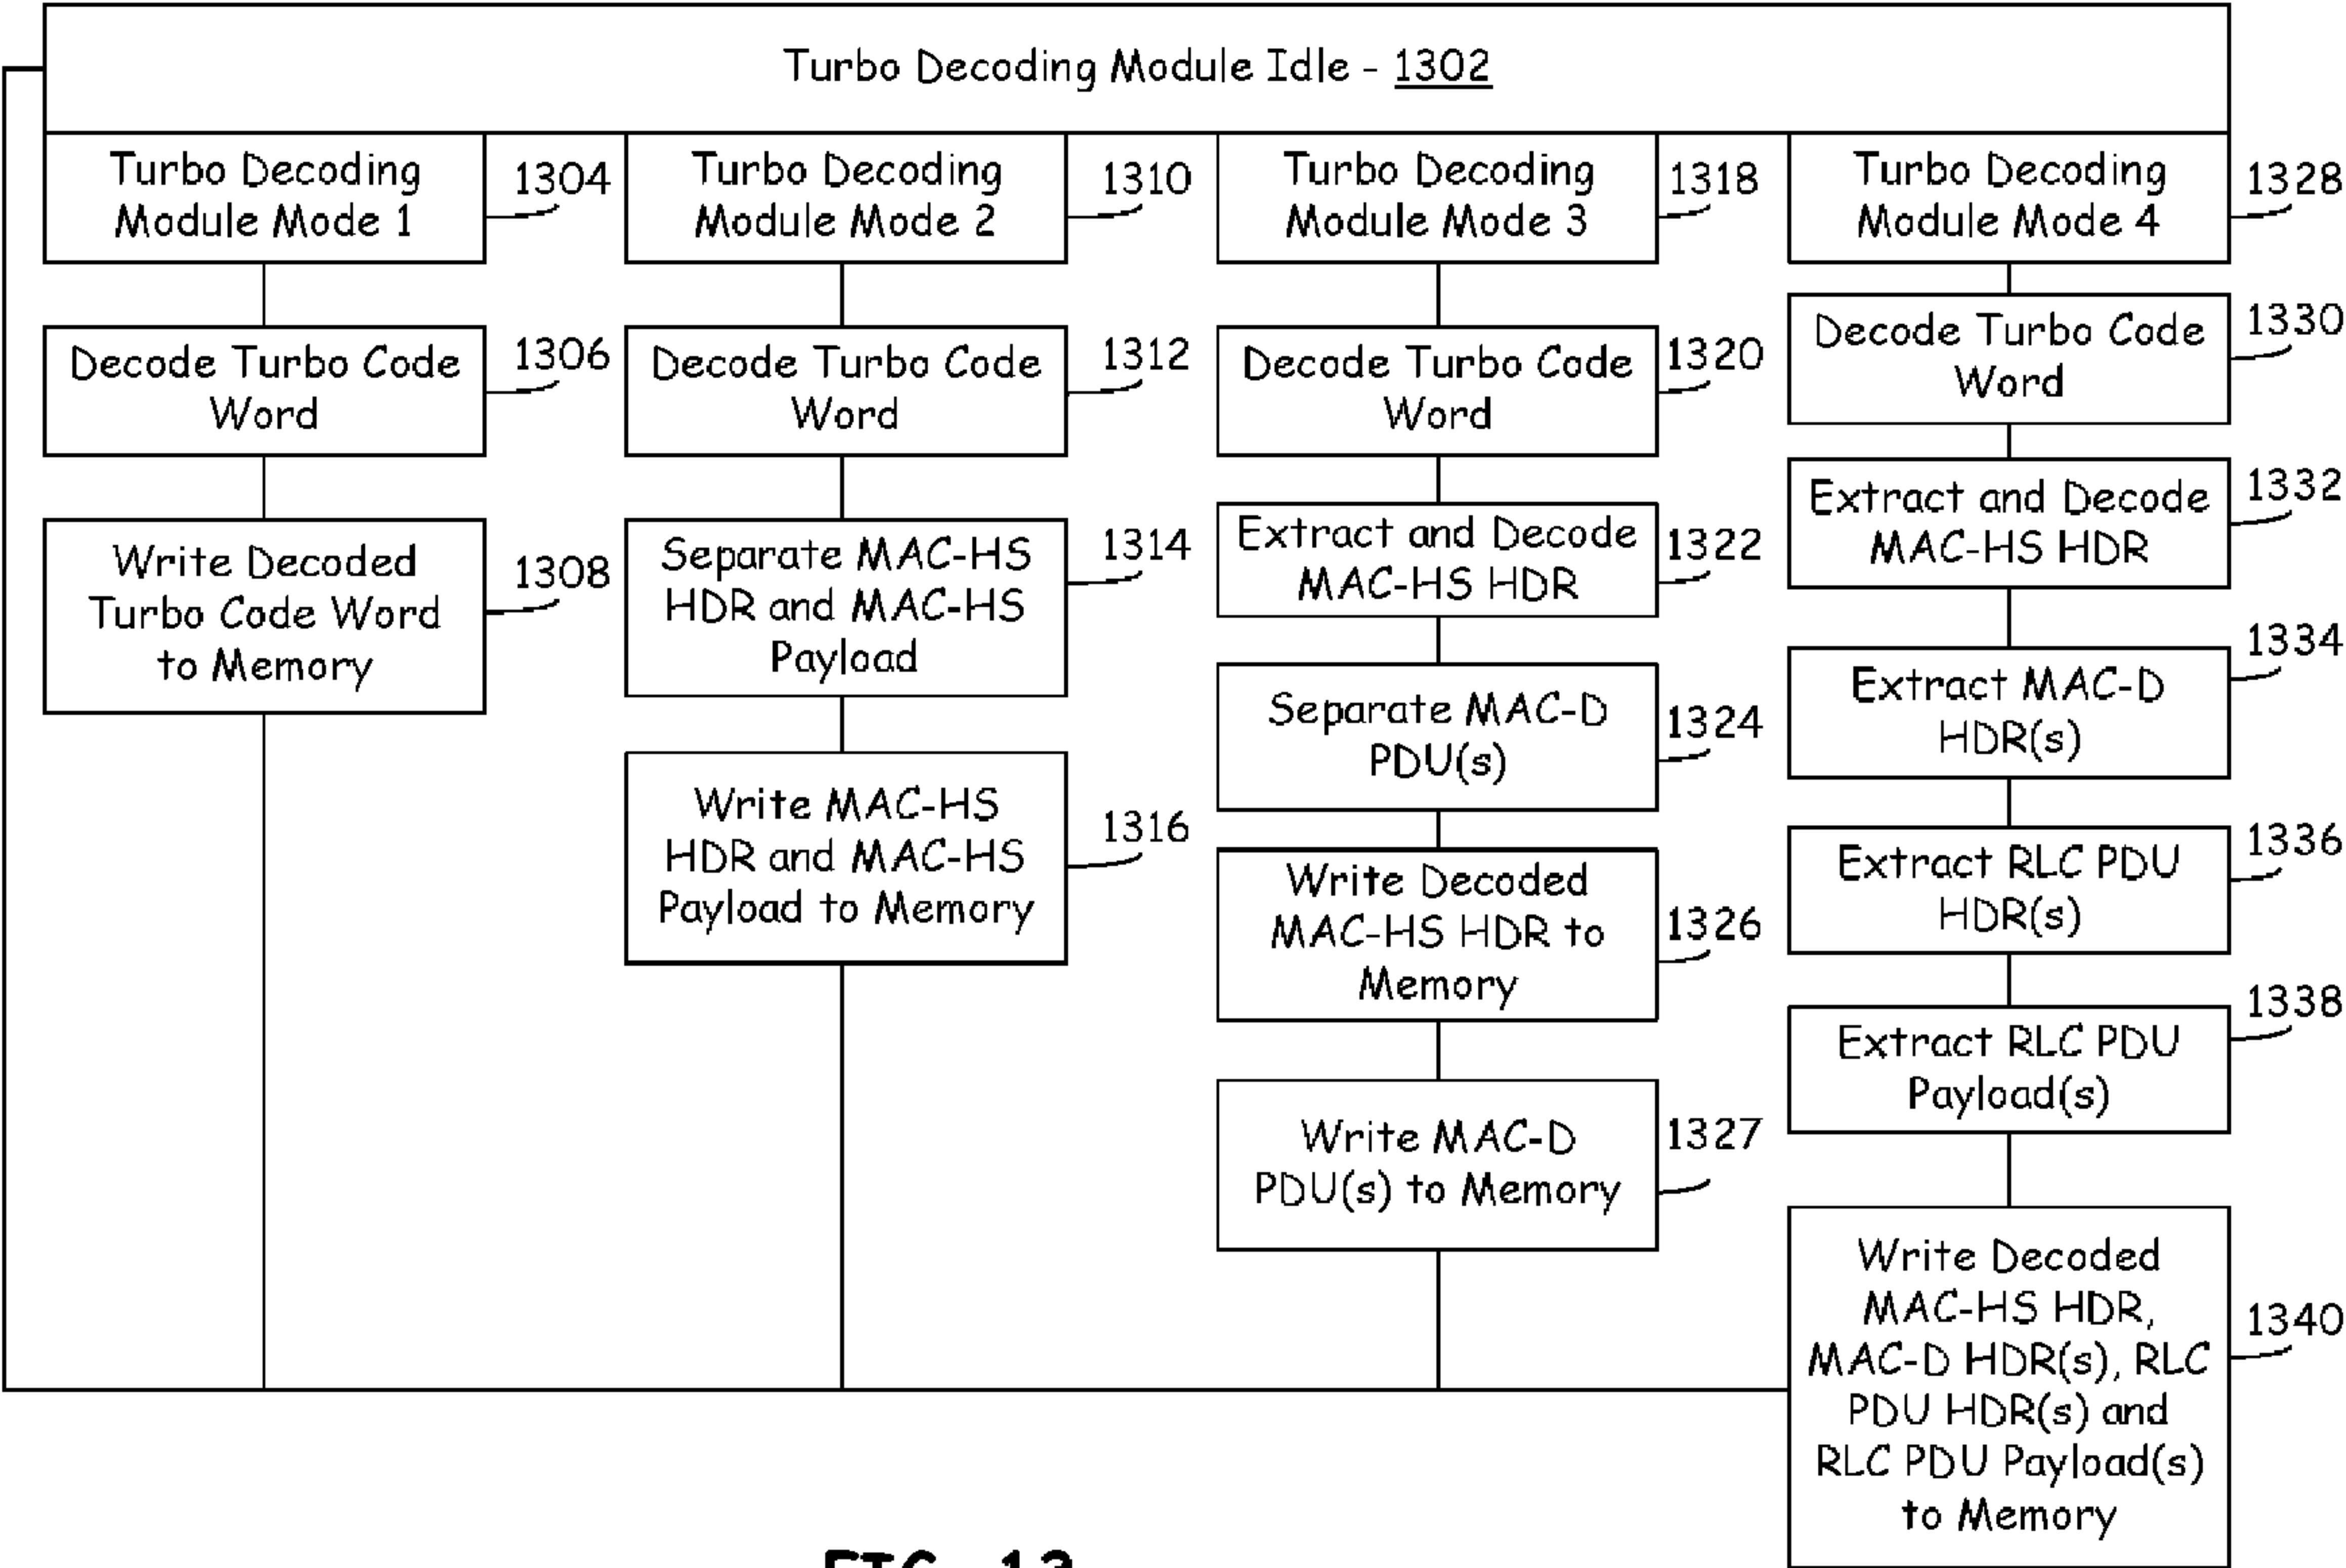 Turbo Decoding Module Idle - 1302
Turbo Decoding
Module Mode 1
1304
Decode Turbo Code
Word
1306
Write Decoded
Turbo Code Word
to Memory
1308
Turbo Decoding
Module Mode 2
1310
Decode Turbo Code
Word
1312
Separate MAC-HS
HDR and MAC-HS
Payload
1314
Write MAC-HS
HDR and MAC-HS
Payload to Memory
1316
Turbo Decoding
Module Mode 3
1318
Decode Turbo Code
Word
1320
Extract and Decode
MAC-HS HDR
1322
Separate MAC-D
PDU(s)
1324
Write Decoded
MAC-HS HDR to
Memory
1326
Write MAC-D
PDU(s) to Memory
1327
Turbo Decoding
Module Mode 4
1328
Decode Turbo Code
Word
1330
Extract and Decode
MAC-HS HDR
1332
Extract MAC-D
HDR(s)
1334
Extract RLC PDU
HDR(s)
1336
Extract RLC PDU
Payload(s)
1338
Write Decoded
MAC-HS HDR,
MAC-D HDR(s), RLC
PDU HDR(s) and
RLC PDU Payload(s)
to Memory
1340
FIG. 13